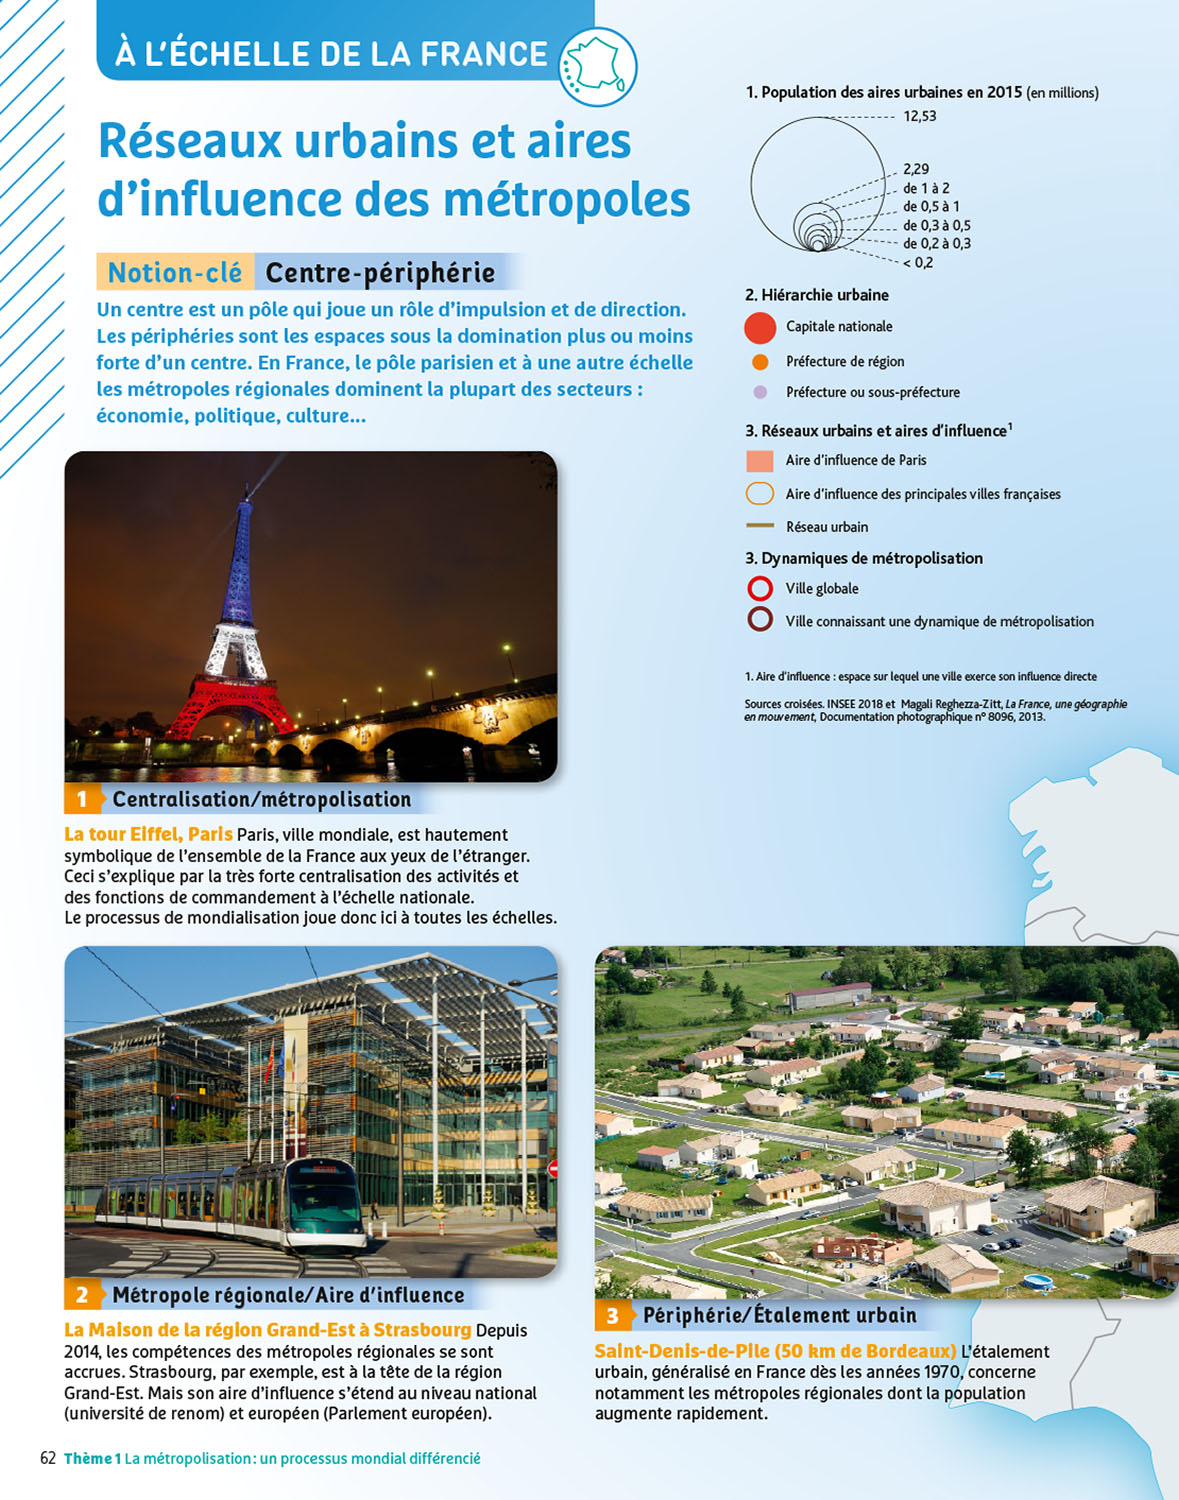 À L'ÉCHELLE DE LA FRANCE
Réseaux urbains et aires
d'influence des métropoles
Notion-clé Centre-périphérie
Un centre est un pôle qui joue un rôle d'impulsion et de direction.
Les périphéries sont les espaces sous la domination plus ou moins
forte d'un centre. En France, le pôle parisien et à une autre échelle
les métropoles régionales dominent la plupart des secteurs :
économie, politique, culture...
1. Population des aires urbaines en 2015 (en millions)
12,53
2,29
de 1 à 2
de 0,5 à 1
de 0,3 à 0,5
de 0,2 à 0,3
< 0,2
2. Hiérarchie urbaine
Capitale nationale
Préfecture de région
Préfecture ou sous-préfecture
3. Réseaux urbains et aires d'influence¹
Aire d'influence de Paris
Aire d'influence des principales villes françaises
Réseau urbain
3. Dynamiques de métropolisation
Ville globale
Ville connaissant une dynamique de métropolisation
1. Aire d'influence : espace sur lequel une ville exerce son influence directe
Sources croisées. INSEE 2018 et Magali Reghezza-Zitt, La France, une géographie
en mouvement, Documentation photographique n° 8096, 2013.
1 Centralisation/métropolisation
La tour Eiffel, Paris Paris, ville mondiale, est hautement
symbolique de l'ensemble de la France aux yeux de l'étranger.
Ceci s'explique par la très forte centralisation des activités et
des fonctions de commandement à l'échelle nationale.
Le processus de mondialisation joue donc ici à toutes les échelles.
2 Métropole régionale/Aire d'influence
La Maison de la région Grand-Est à Strasbourg Depuis
2014, les compétences des métropoles régionales se sont
accrues. Strasbourg, par exemple, est à la tête de la région
Grand-Est. Mais son aire d'influence s'étend au niveau national
(université de renom) et européen (Parlement européen).
3 Périphérie/Étalement urbain
Saint-Denis-de-Pile (50 km de Bordeaux) L'étalement
urbain, généralisé en France dès les années 1970, concerne
notamment les métropoles régionales dont la population
augmente rapidement.
62 Thème 1 La métropolisation : un processus mondial différencié